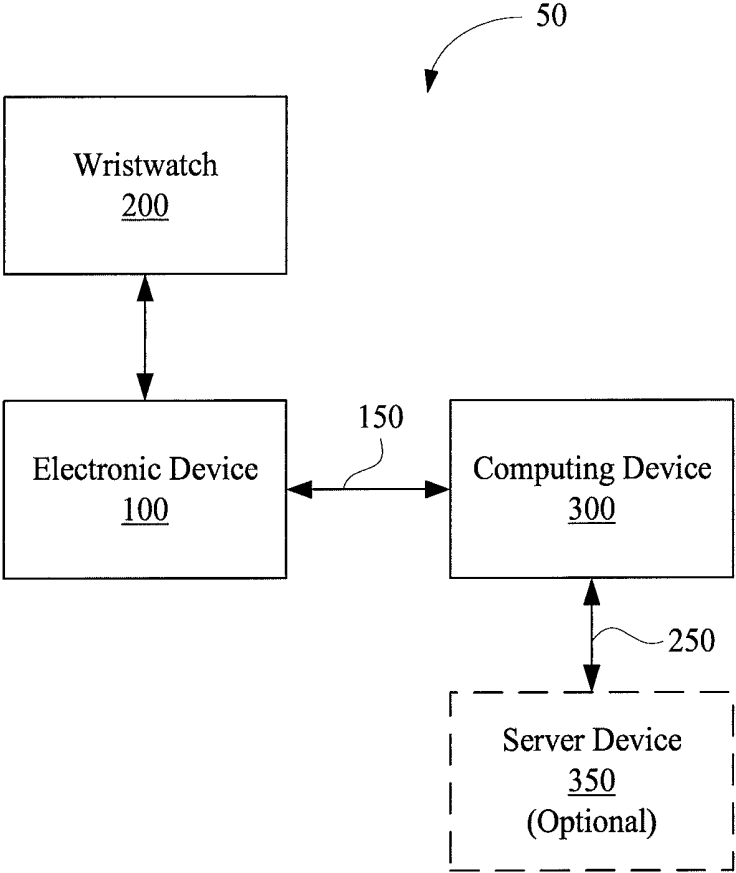 50
Wristwatch
200
150
Electronic Device
100
Computing Device
300
250
Server Device
350
(Optional)